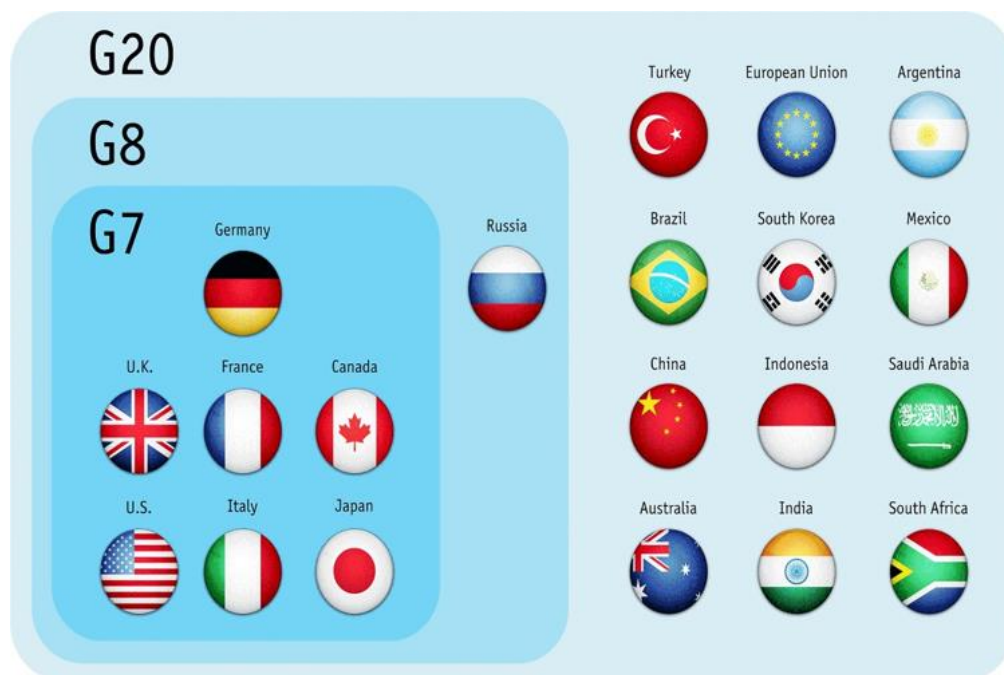 G20
Turkey European Union Argentina
G8
G7
Germany Russia Brazil South Korea Mexico
U.K. France Canada China Indonesia Saudi Arabia
U.S. Italy Japan Australia India South Africa